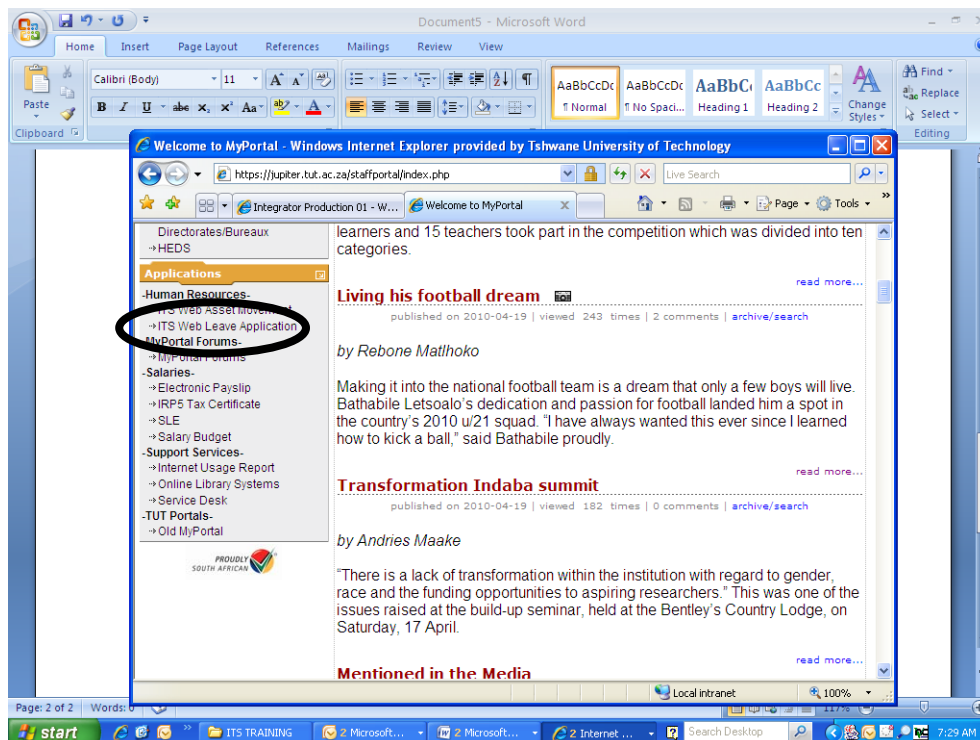 Document5 - Microsoft Word
Home Insert Page Layout References Mailings Review View
Paste
Calibri (Body) 11
AaBbCcDc AaBbCcDc AaBbC AaBbCc
¶ Normal ¶ No Spaci... Heading 1 Heading 2
Change Styles
Find
Replace
Select
Clipboard
Editing
Welcome to MyPortal - Windows Internet Explorer provided by Tshwane University of Technology
https://jupiter.tut.ac.za/staffportal/index.php
Live Search
Integrator Production 01 - W...
Welcome to MyPortal
Page Tools
Directorates/Bureaux
HEDS
Applications
-Human Resources-
ITS Web Asset Movement
ITS Web Leave Application
-MyPortal Forums-
MyPortal Forums
-Salaries-
Electronic Payslip
IRP5 Tax Certificate
SLE
Salary Budget
-Support Services-
Internet Usage Report
Online Library Systems
Service Desk
-TUT Portals-
Old MyPortal
PROUDLY
SOUTH AFRICAN
learners and 15 teachers took part in the competition which was divided into ten
categories.
read more...
Living his football dream
published on 2010-04-19 | viewed 243 times | 2 comments | archive/search
by Rebone Matlhoko
Making it into the national football team is a dream that only a few boys will live.
Bathabile Letsoalo's dedication and passion for football landed him a spot in
the country's 2010 u/21 squad. "I have always wanted this ever since I learned
how to kick a ball," said Bathabile proudly.
read more...
Transformation Indaba summit
published on 2010-04-19 | viewed 182 times | 0 comments | archive/search
by Andries Maake
"There is a lack of transformation within the institution with regard to gender,
race and the funding opportunities to aspiring researchers." This was one of the
issues raised at the build-up seminar, held at the Bentley's Country Lodge, on
Saturday, 17 April.
read more...
Mentioned in the Media
Local intranet 100%
Page: 2 of 2 Words: 117%
start
ITS TRAINING
2 Microsoft...
2 Microsoft...
2 Internet ...
Search Desktop
7:29 AM